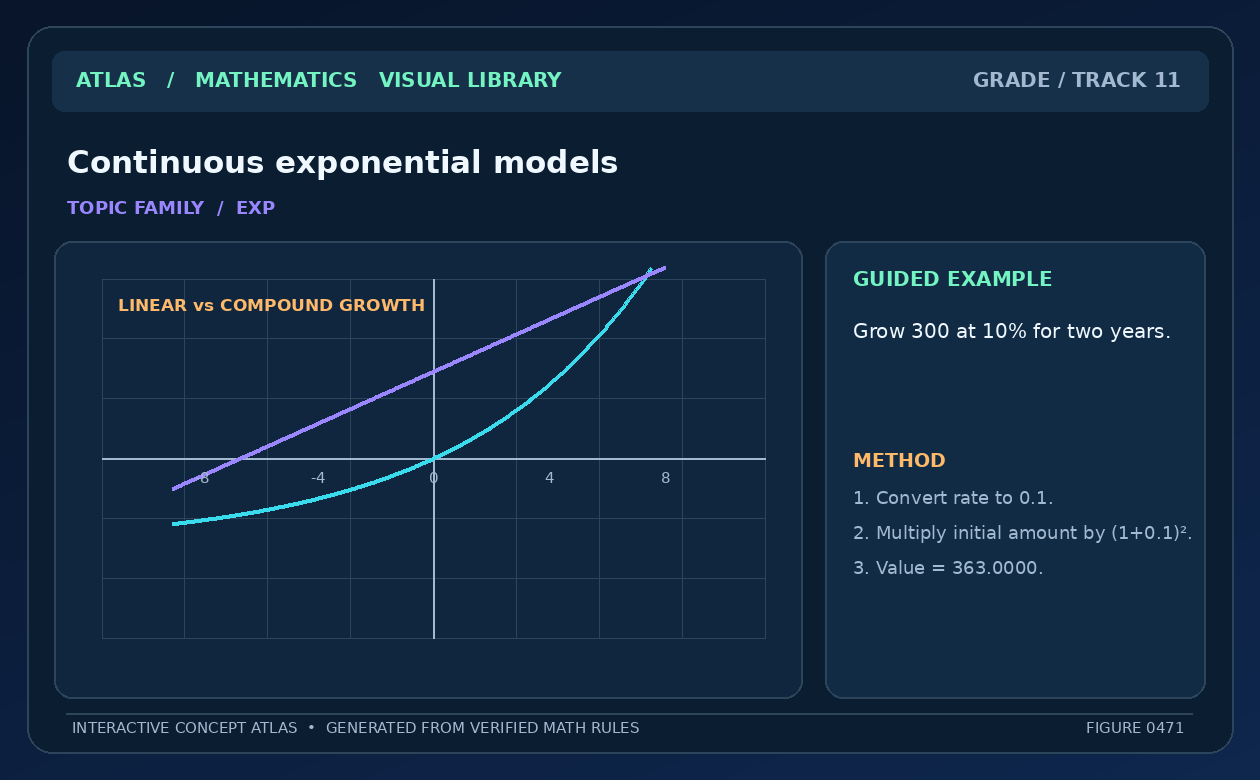 ATLAS / MATHEMATICS VISUAL LIBRARY
GRADE / TRACK 11
Continuous exponential models
TOPIC FAMILY / EXP
LINEAR vs COMPOUND GROWTH
-8 -4 0 4 8
GUIDED EXAMPLE
Grow 300 at 10% for two years.
METHOD
1. Convert rate to 0.1.
2. Multiply initial amount by (1+0.1)².
3. Value = 363.0000.
INTERACTIVE CONCEPT ATLAS • GENERATED FROM VERIFIED MATH RULES
FIGURE 0471